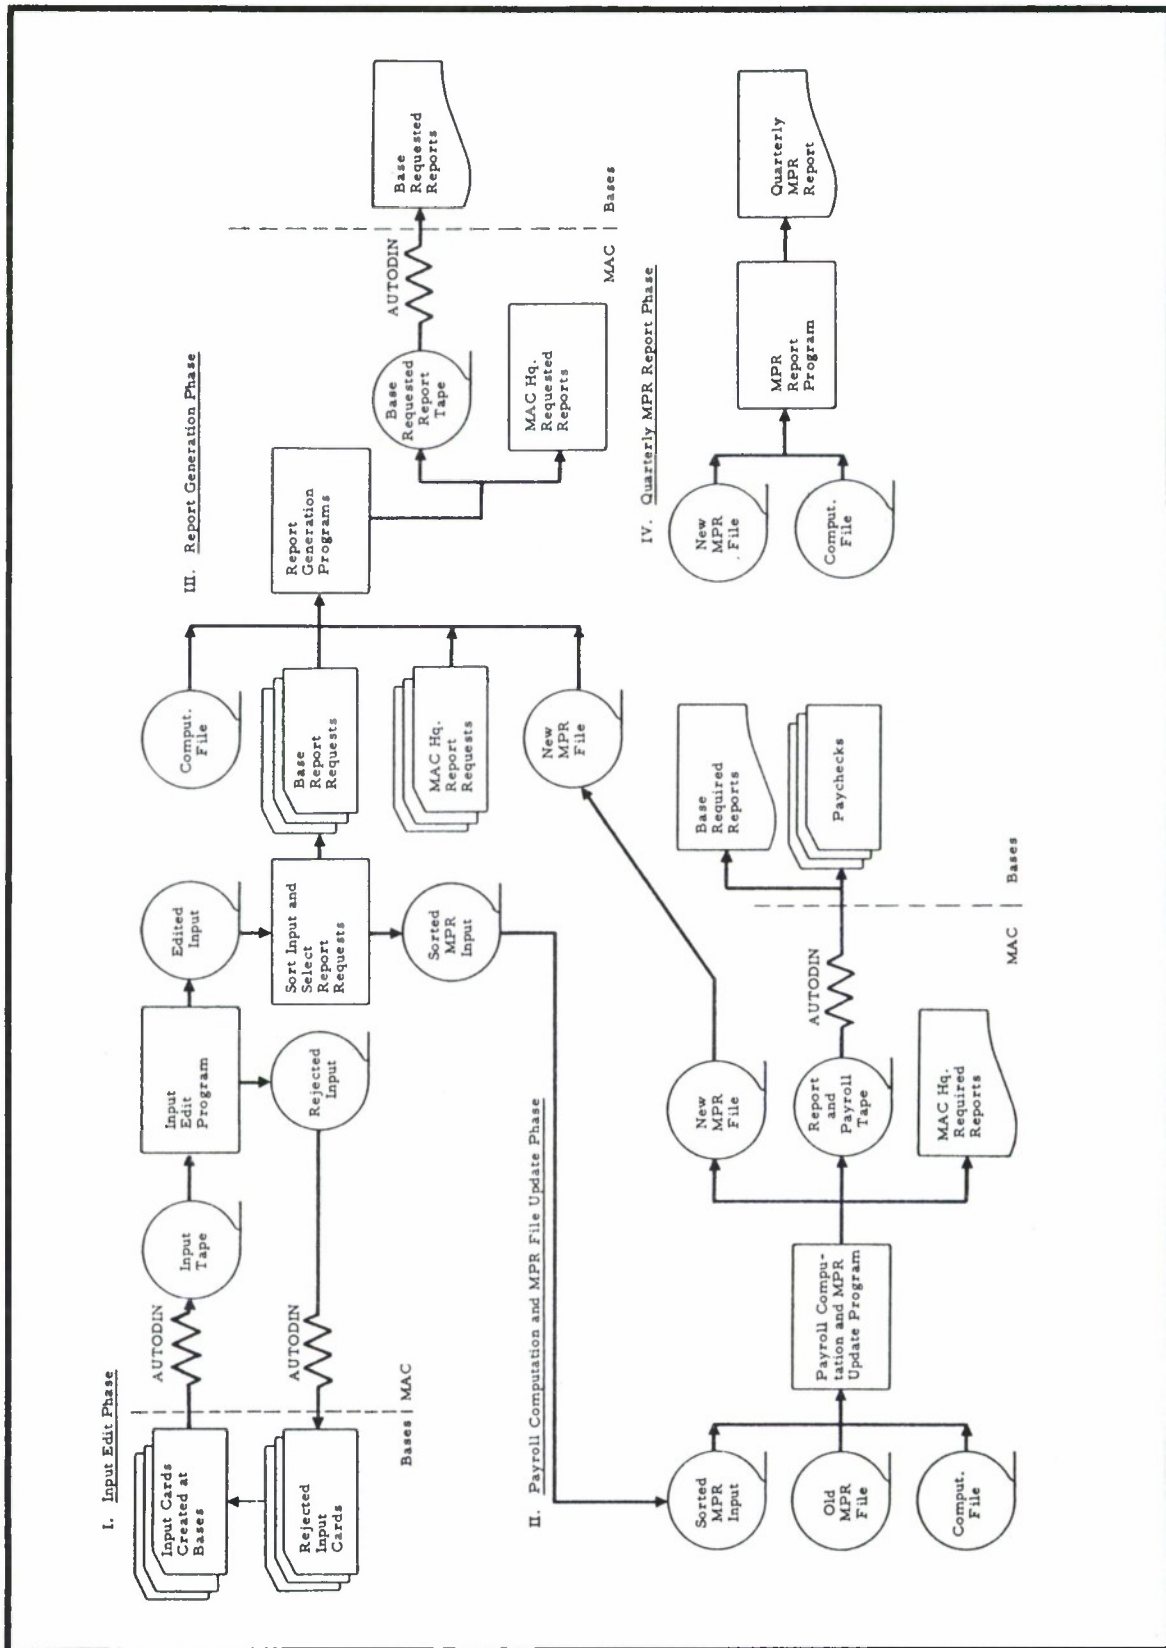 I. Input Edit Phase
Input Cards
Created at
Bases
AUTODIN
Input
Tape
Input
Edit
Program
Edited
Input
Rejected
Input
Cards
AUTODIN
Rejected
Input
Bases | MAC
Sort Input and
Select
Report
Requests
Sorted
MPR
Input
III. Report Generation Phase
Comput.
File
Base
Report
Requests
MAC Hq.
Report
Requests
New
MPR
File
Report
Generation
Programs
Base
Requested
Report
Tape
AUTODIN
Base
Requested
Reports
MAC Hq.
Requested
Reports
MAC | Bases
II. Payroll Computation and MPR File Update Phase
Sorted
MPR
Input
Old
MPR
File
Comput.
File
Payroll Compu-
tation and MPR
Update Program
New
MPR
File
Report
and
Payroll
Tape
MAC Hq.
Required
Reports
AUTODIN
Base
Required
Reports
Paychecks
MAC | Bases
IV. Quarterly MPR Report Phase
New
MPR
File
Comput.
File
MPR
Report
Program
Quarterly
MPR
Report